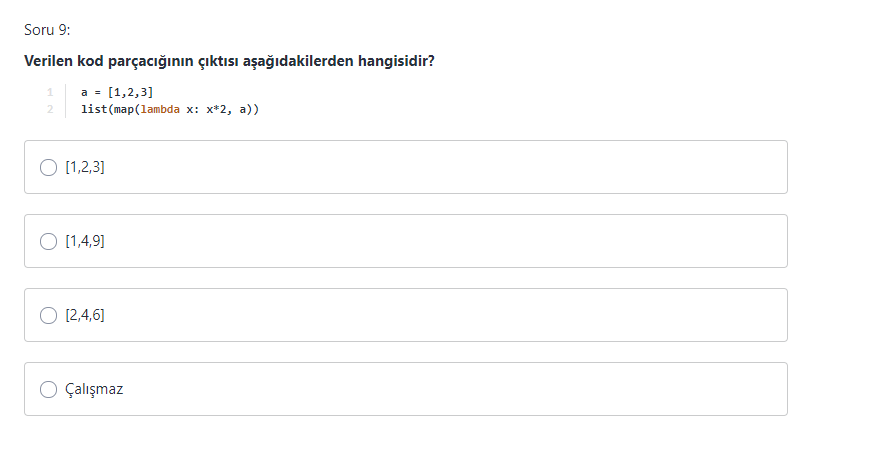 Soru 9:
Verilen kod parçacığının çıktısı aşağıdakilerden hangisidir?
1 a = [1,2,3]
2 list(map(lambda x: x*2, a))
[1,2,3]
[1,4,9]
[2,4,6]
Çalışmaz